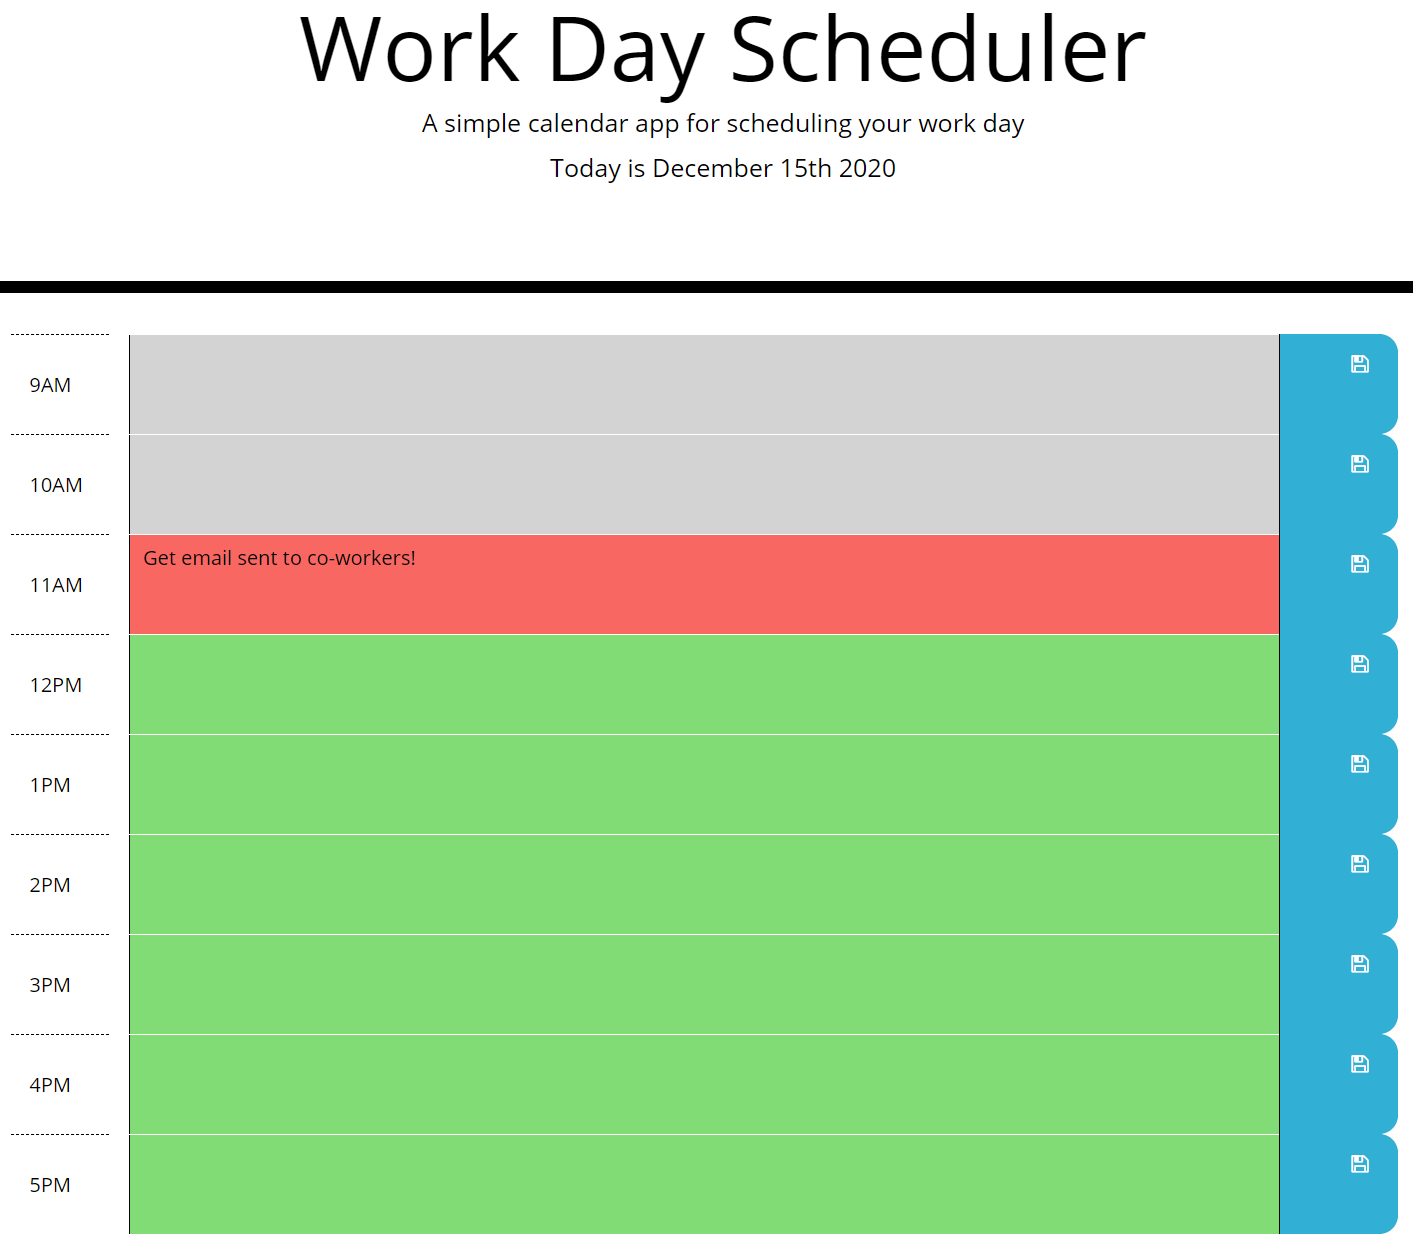 Work Day Scheduler
A simple calendar app for scheduling your work day
Today is December 15th 2020
9AM
10AM
11AM
Get email sent to co-workers!
12PM
1PM
2PM
3PM
4PM
5PM